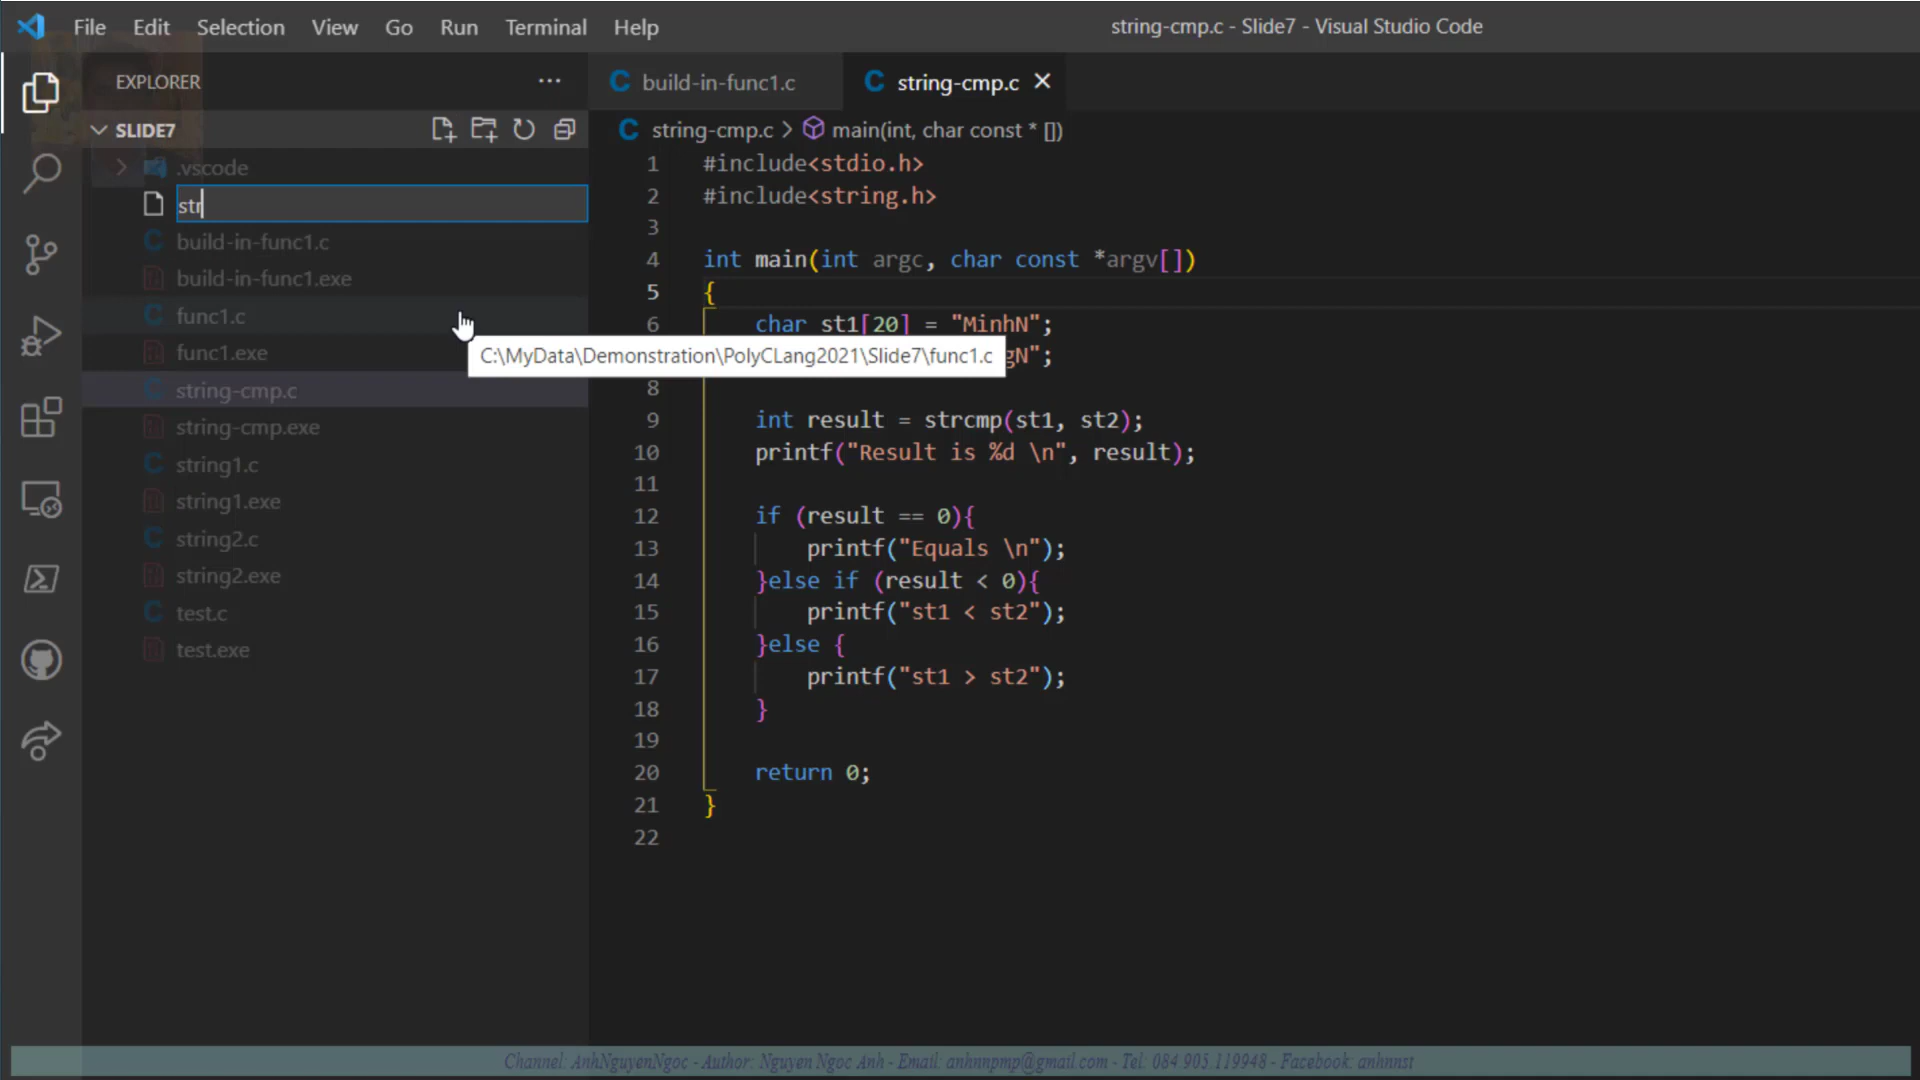 File Edit Selection View Go Run Terminal Help
string-cmp.c - Slide7 - Visual Studio Code
EXPLORER
SLIDE7
.vscode
str
build-in-func1.c
build-in-func1.exe
func1.c
func1.exe
string-cmp.c
string-cmp.exe
string1.c
string1.exe
string2.c
string2.exe
test.c
test.exe
build-in-func1.c
string-cmp.c
string-cmp.c > main(int, char const * [])
1 #include<stdio.h>
2 #include<string.h>
3
4 int main(int argc, char const *argv[])
5 {
6 char st1[20] = "MinhN";
C:\MyData\Demonstration\PolyCLang2021\Slide7\func1.c gN";
8
9 int result = strcmp(st1, st2);
10 printf("Result is %d \n", result);
11
12 if (result == 0){
13 printf("Equals \n");
14 }else if (result < 0){
15 printf("st1 < st2");
16 }else {
17 printf("st1 > st2");
18 }
19
20 return 0;
21 }
22
Channel: AnhNguyenNgoc - Author: Nguyen Ngoc Anh - Email: anhnnpmp@gmail.com - Tel: 084.905.119948 - Facebook: anhnnst